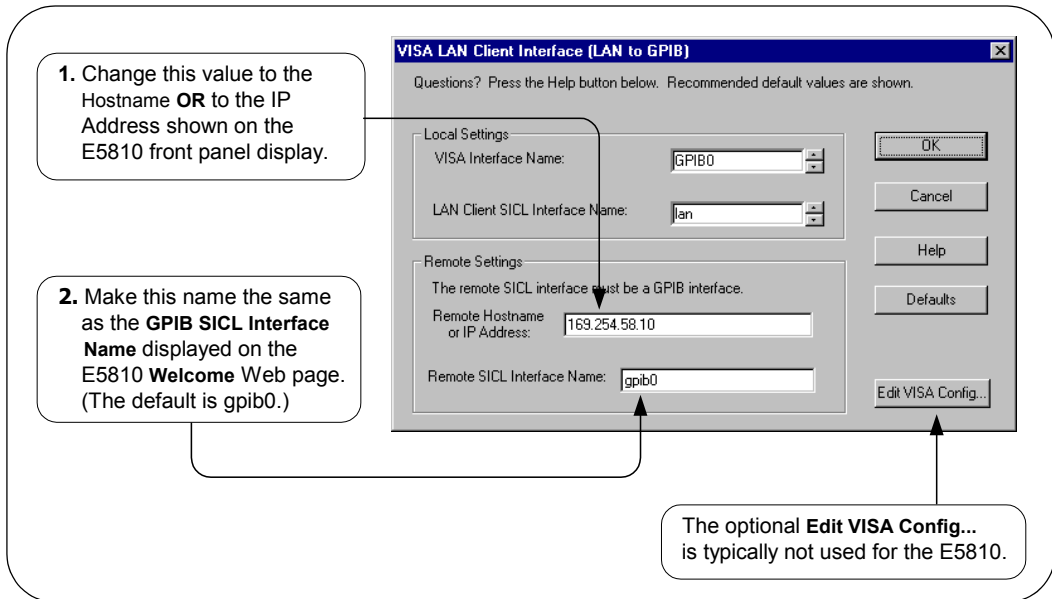 1. Change this value to the
Hostname OR to the IP
Address shown on the
E5810 front panel display.
2. Make this name the same
as the GPIB SICL Interface
Name displayed on the
E5810 Welcome Web page.
(The default is gpib0.)
VISA LAN Client Interface (LAN to GPIB)
Questions? Press the Help button below. Recommended default values are shown.
Local Settings
VISA Interface Name:
GPIB0
LAN Client SICL Interface Name:
lan
Remote Settings
The remote SICL interface must be a GPIB interface.
Remote Hostname
or IP Address:
169.254.58.10
Remote SICL Interface Name:
gpib0
OK
Cancel
Help
Defaults
Edit VISA Config...
The optional Edit VISA Config...
is typically not used for the E5810.